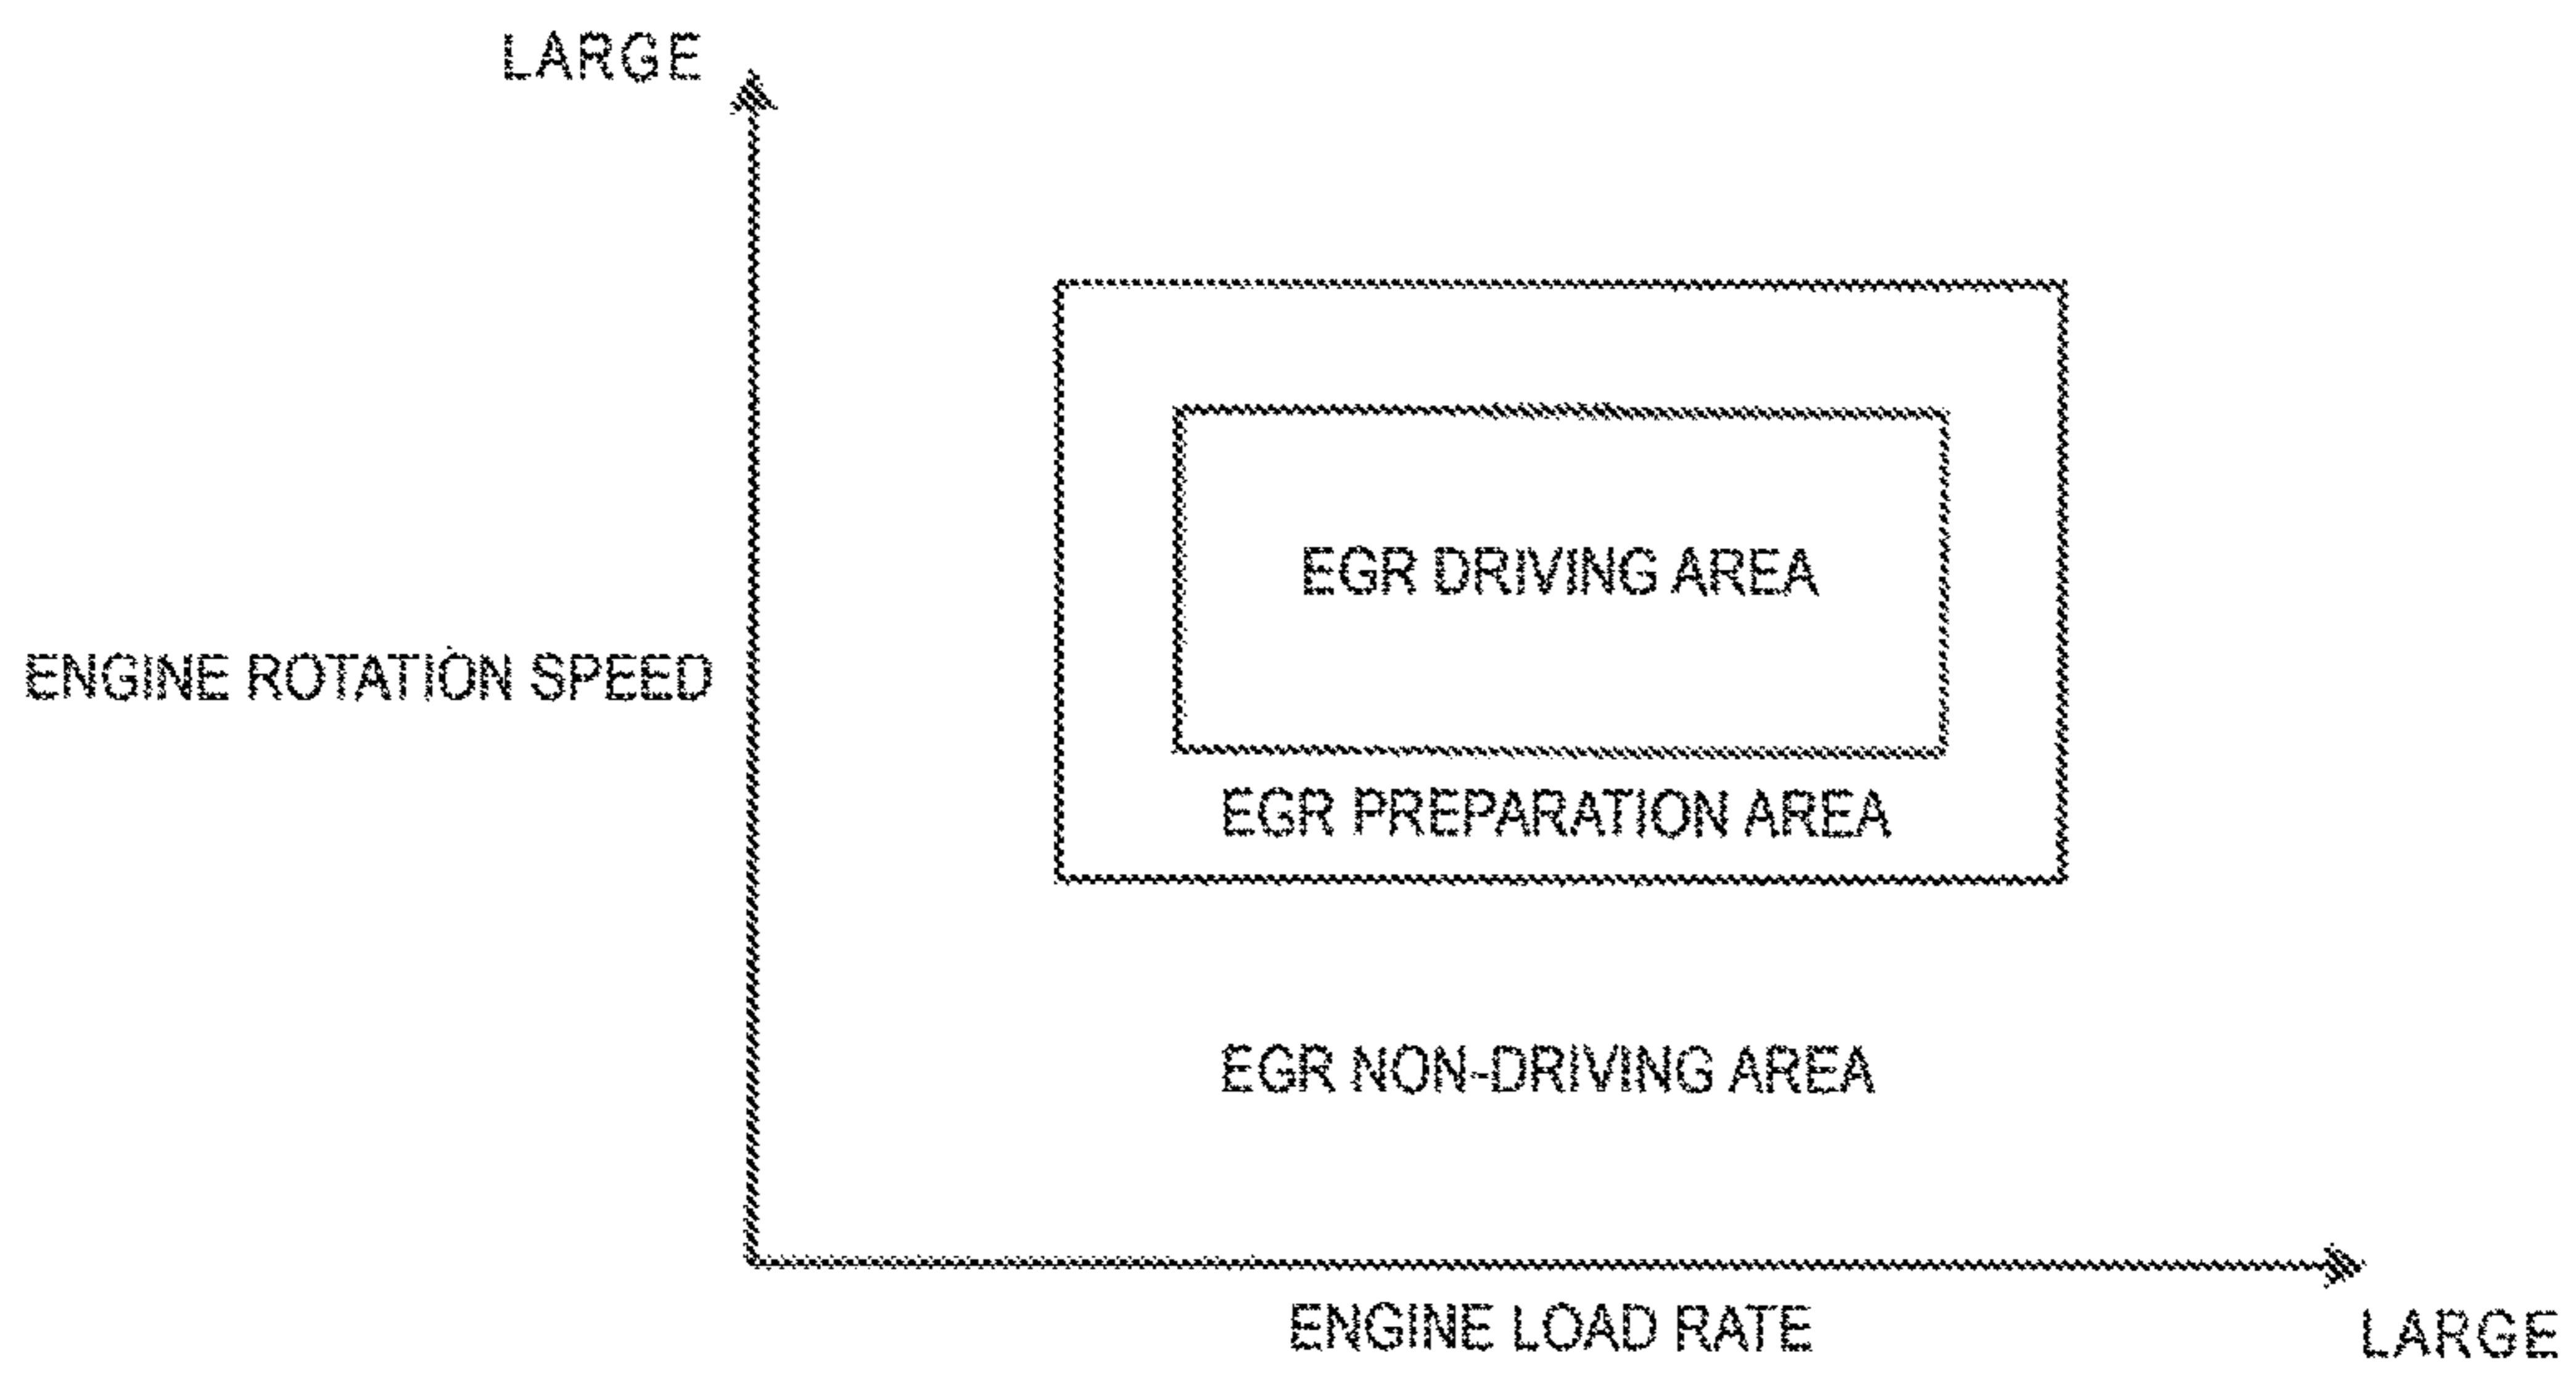 LARGE
EGR DRIVING AREA
ENGINE ROTATION SPEED
EGR PREPARATION AREA
EGR NON-DRIVING AREA
ENGINE LOAD RATE
LARGE